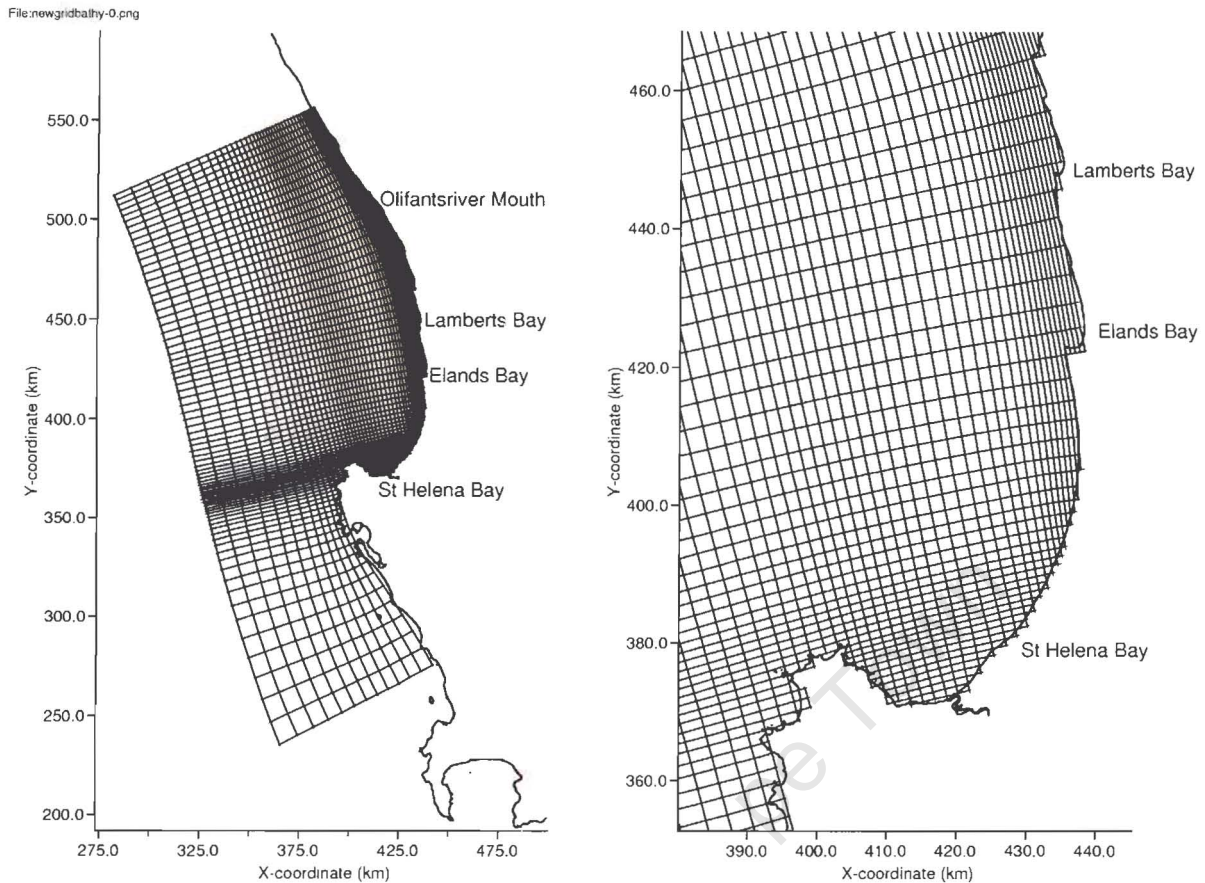 File:newgridbathy-0.png
550.0
500.0
450.0
400.0
350.0
300.0
250.0
200.0
Y-coordinate (km)
275.0
325.0
375.0
425.0
475.0
X-coordinate (km)
Olifantsriver Mouth
Lamberts Bay
Elands Bay
St Helena Bay
460.0
440.0
420.0
400.0
380.0
360.0
Y-coordinate (km)
390.0
400.0
410.0
420.0
430.0
440.0
X-coordinate (km)
Lamberts Bay
Elands Bay
St Helena Bay